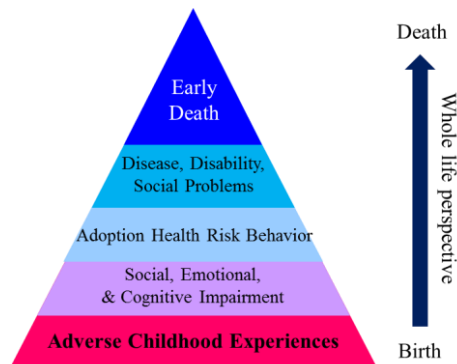 Early
Death
Disease, Disability,
Social Problems
Adoption Health Risk Behavior
Social, Emotional,
& Cognitive Impairment
Adverse Childhood Experiences
Death
Whole life perspective
Birth